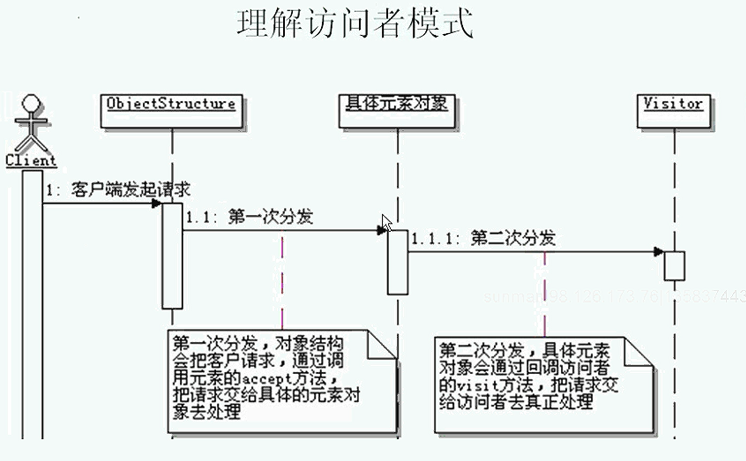 理解访问者模式
ObjectStructure
具体元素对象
Visitor
Client
1: 客户端发起请求
1.1: 第一次分发
1.1.1: 第二次分发
第一次分发，对象结构
会把客户请求，通过调
用元素的accept方法，
把请求交给具体的元素对
象去处理
第二次分发，具体元素
对象会通过回调访问者
的visit方法，把请求交
给访问者去真正处理